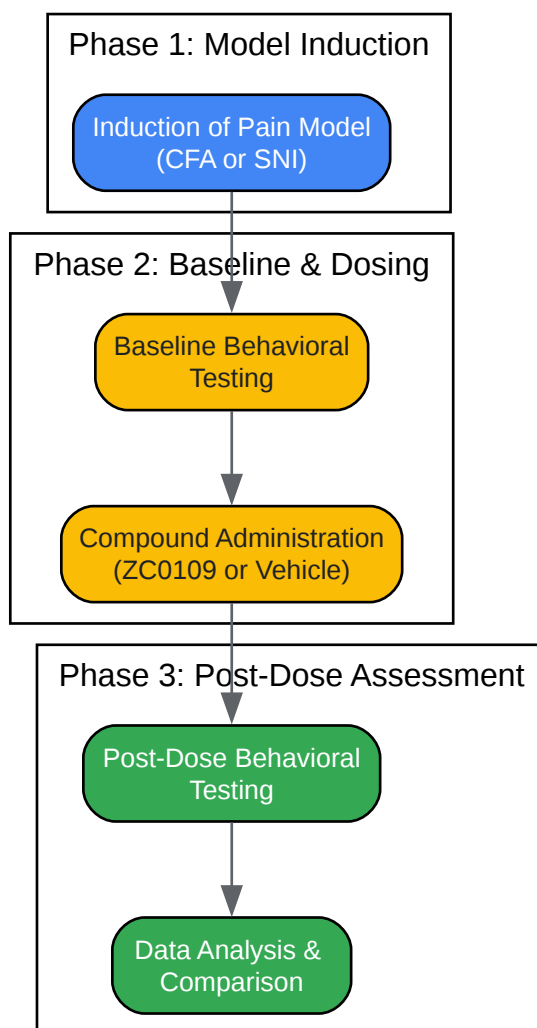 Phase 1: Model Induction
Induction of Pain Model
(CFA or SNI)
Phase 2: Baseline & Dosing
Baseline Behavioral
Testing
Compound Administration
(ZC0109 or Vehicle)
Phase 3: Post-Dose Assessment
Post-Dose Behavioral
Testing
Data Analysis &
Comparison